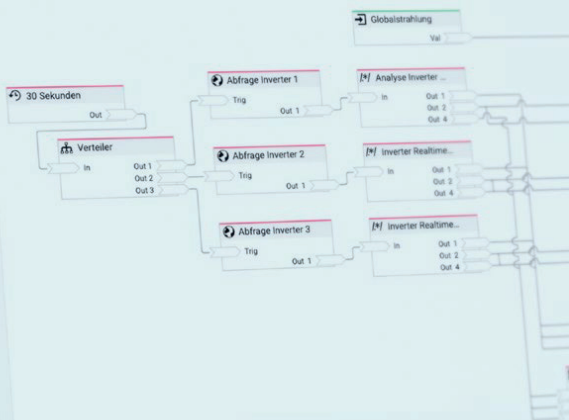 Globalstrahlung
Val
30 Sekunden
Out
Abfrage Inverter 1
Trig
Out 1
Analyse Inverter ...
In
Out 1
Out 2
Out 4
Verteiler
In
Out 1
Out 2
Out 3
Abfrage Inverter 2
Trig
Out 1
Inverter Realtime...
In
Out 1
Out 4
Abfrage Inverter 3
Trig
Out 1
Inverter Realtime...
In
Out 1
Out 2
Out 4